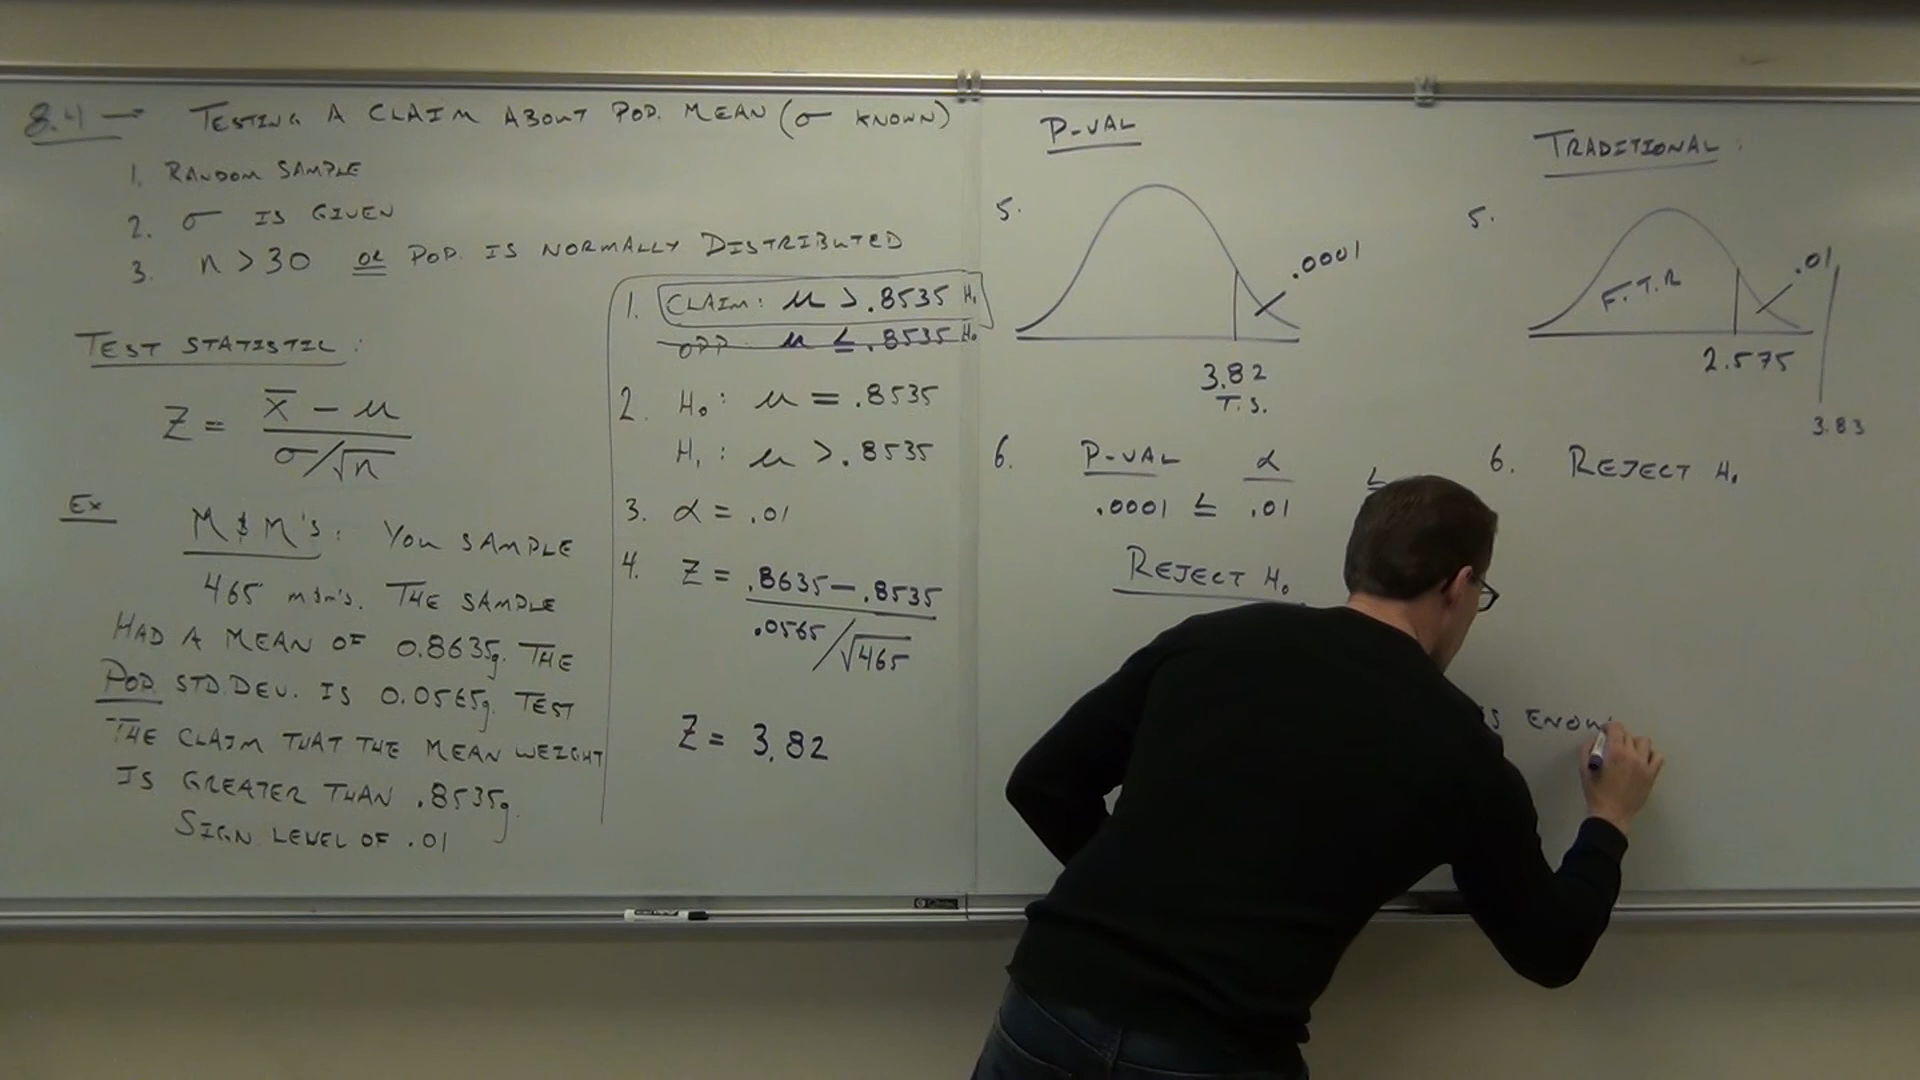 8.4 → TESTING A CLAIM ABOUT POP. MEAN (σ KNOWN)
1. RANDOM SAMPLE
2. σ IS GIVEN
3. n > 30 OR POP. IS NORMALLY DISTRIBUTED
TEST STATISTIC:
Z = x̄ - μ / σ/√n
Ex M&M's: YOU SAMPLE
465 m&m's. THE SAMPLE
HAD A MEAN OF 0.8635g. THE
POP. STD.DEV. IS 0.0565g. TEST
THE CLAIM THAT THE MEAN WEIGHT
IS GREATER THAN .8535g.
SIGN LEVEL OF .01
1. CLAIM: μ > .8535 H₁
OPP: μ ≤ .8535 H₀
2. H₀: μ = .8535
H₁: μ > .8535
3. α = .01
4. Z = .8635 - .8535 / .0565/√465
Z = 3.82
P-VAL
5.
.0001
3.82
T.S.
6. P-VAL α
.0001 ≤ .01
≤
REJECT H₀
TRADITIONAL:
5.
F.T.R
.01
2.575
3.83
6. REJECT H₀
IS ENOU